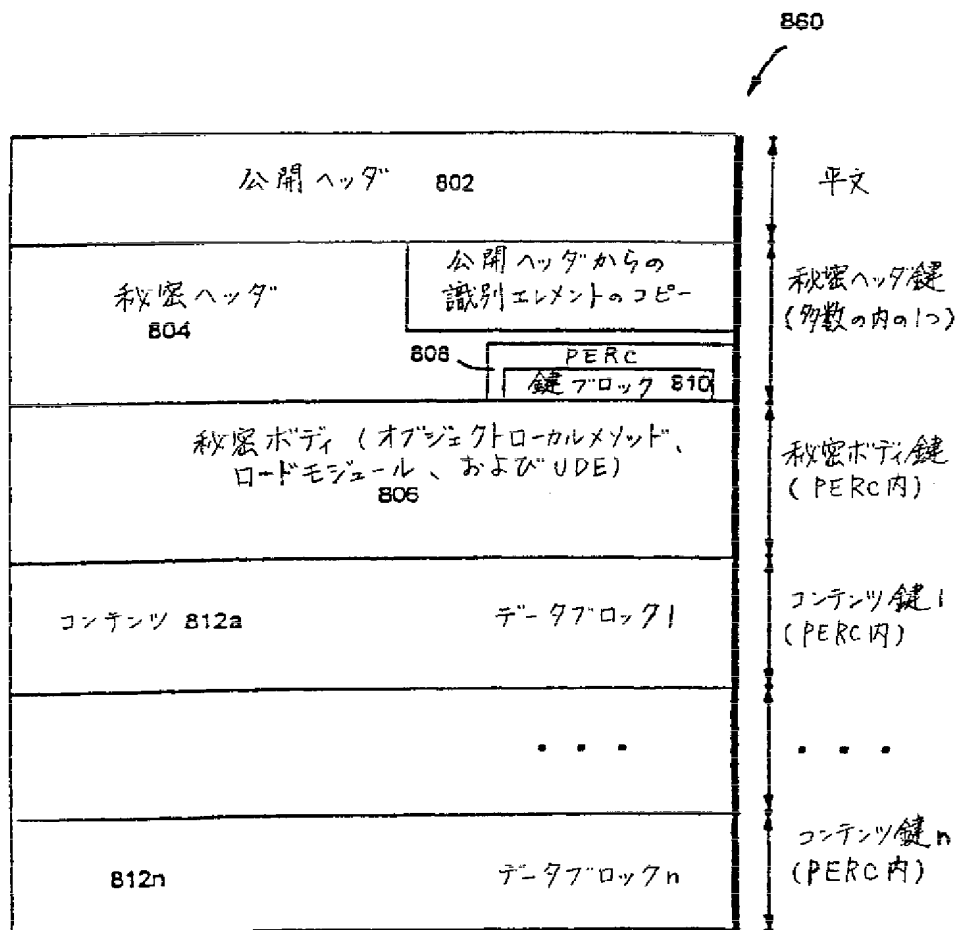 860
公開ヘッダ 802
平文
秘密ヘッダ
804
公開ヘッダからの
識別エレメントのコピー
秘密ヘッダ鍵
(多数の内の1つ)
808
PERC
鍵ブロック 810
秘密ボディ (オブジェクトローカルメソッド、
ロードモジュール、およびUDE)
806
秘密ボディ鍵
(PERC内)
コンテンツ 812a
データブロック1
コンテンツ鍵1
(PERC内)
・・・
・・・
812n
データブロックn
コンテンツ鍵n
(PERC内)